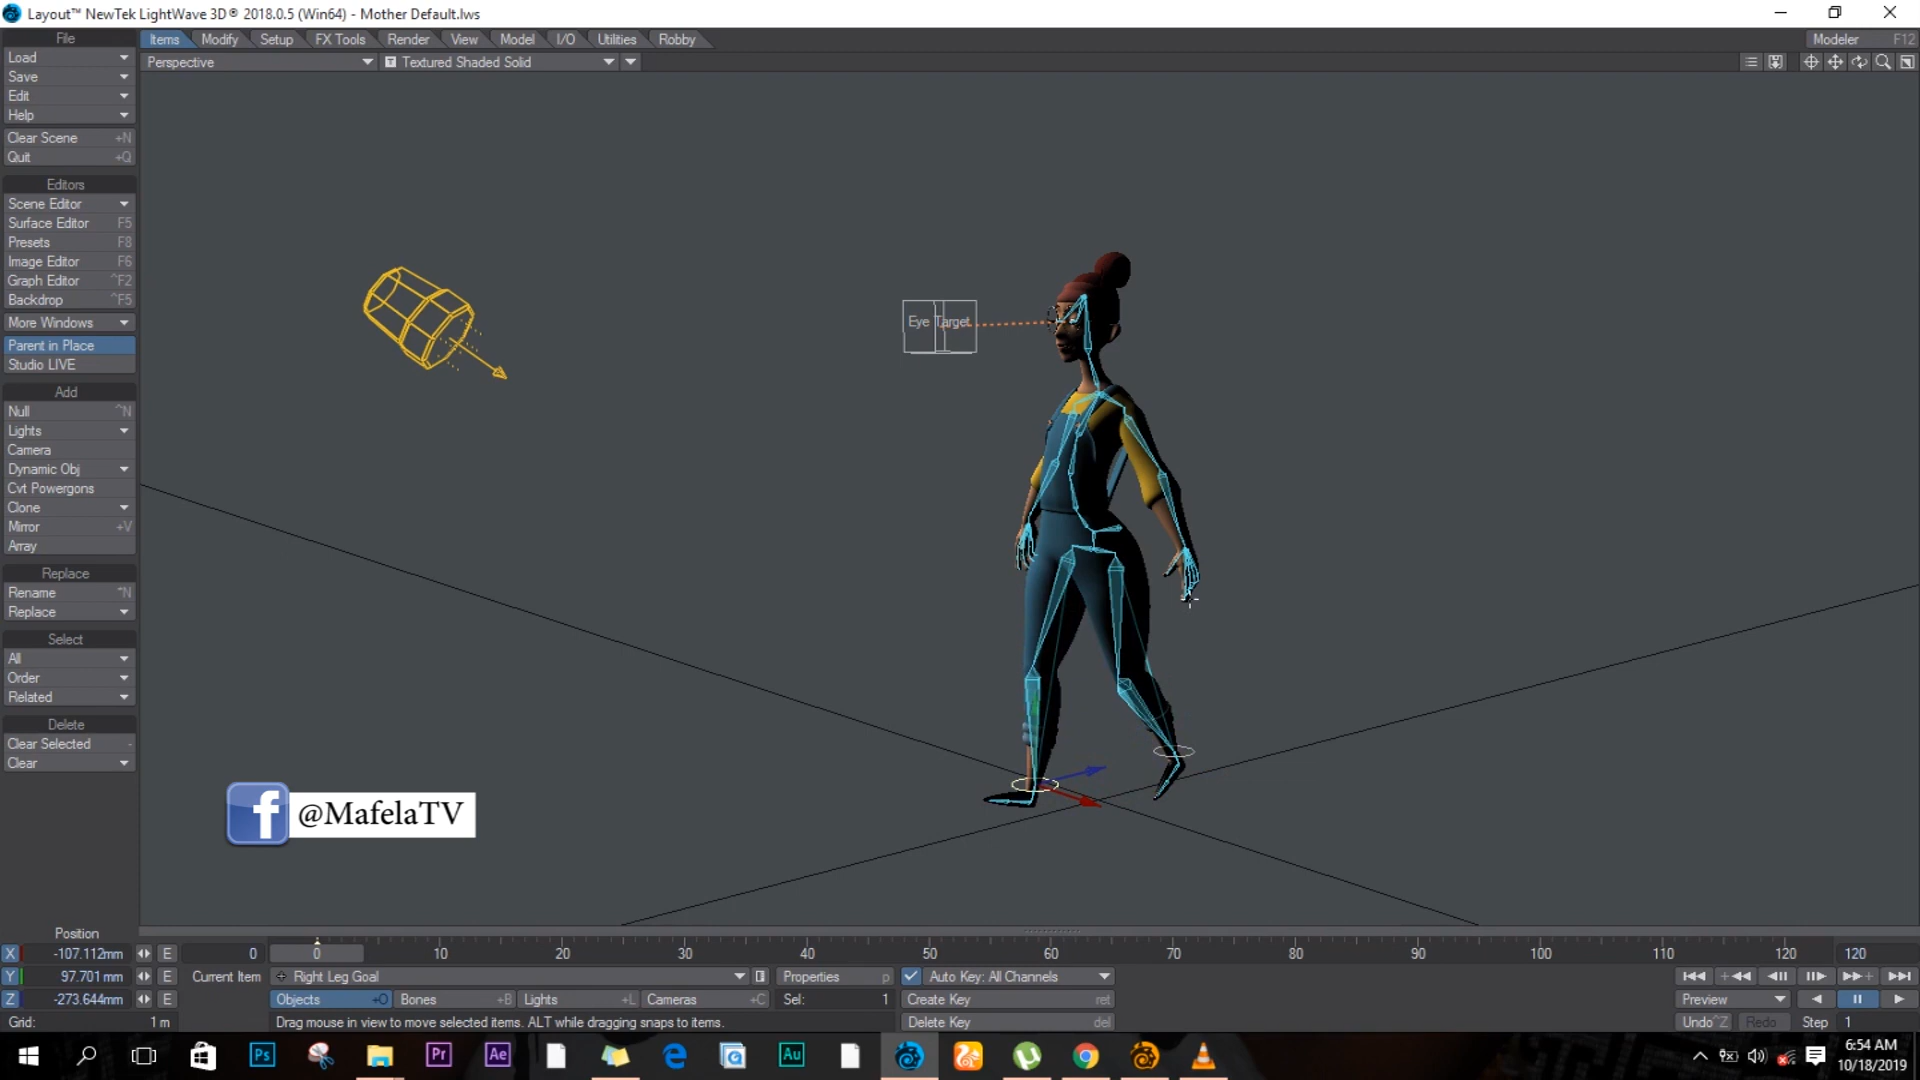 Layout™ NewTek LightWave 3D® 2018.0.5 (Win64) - Mother Default.lws
File
Items
Modify
Setup
FX Tools
Render
View
Model
I/O
Utilities
Robby
Modeler F12
Load
Perspective
T Textured Shaded Solid
Save
Edit
Help
Clear Scene +N
Quit +Q
Editors
Scene Editor
Surface Editor F5
Presets F8
Image Editor F6
Graph Editor ^F2
Backdrop ^F5
More Windows
Parent in Place
Studio LIVE
Add
Null ^N
Lights
Camera
Dynamic Obj
Cvt Powergons
Clone
Mirror +V
Array
Replace
Rename ^N
Replace
Select
All
Order
Related
Delete
Clear Selected -
Clear
Eye Target
f @MafelaTV
Position
X -107.112mm E 0 0 10 20 30 40 50 60 70 80 90 100 110 120 120
Y 97.701 mm E Current Item Right Leg Goal Properties p Auto Key: All Channels
Z -273.644mm E Objects +O Bones +B Lights +L Cameras +C Sel: 1 Create Key ret Preview
Grid: 1 m Drag mouse in view to move selected items. ALT while dragging snaps to items. Delete Key del Undo ^Z Redo Step 1
Ps
Pr
Ae
Au
6:54 AM
10/18/2019